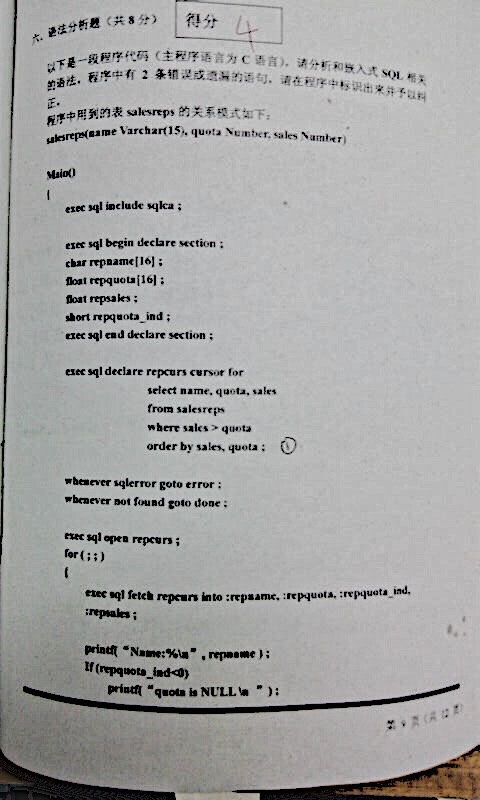 六、语法分析题（共 8 分）
得分
4
以下是一段程序代码（主程序语言为 C 语言），请分析和嵌入式 SQL 相关
的语法，程序中有 2 条错误或遗漏的语句，请在程序中标识出来并予以纠
正。
程序中用到的表 salesreps 的关系模式如下：
salesreps(name Varchar(15), quota Number, sales Number)
Main()
{
exec sql include sqlca ;
exec sql begin declare section ;
char repname[16] ;
float repquota[16] ;
float repsales ;
short repquota_ind ;
exec sql end declare section ;
exec sql declare repcurs cursor for
select name, quota, sales
from salesreps
where sales > quota
order by sales, quota ; ①
whenever sqlerror goto error ;
whenever not found goto done ;
exec sql open repcurs ;
for ( ; ; )
{
exec sql fetch repcurs into :repname, :repquota, :repquota_ind,
:repsales ;
printf( “Name:%\n” , repname ) ;
If (repquota_ind<0)
printf( “quota is NULL \n ” ) ;
第 9 页（共 12 页）